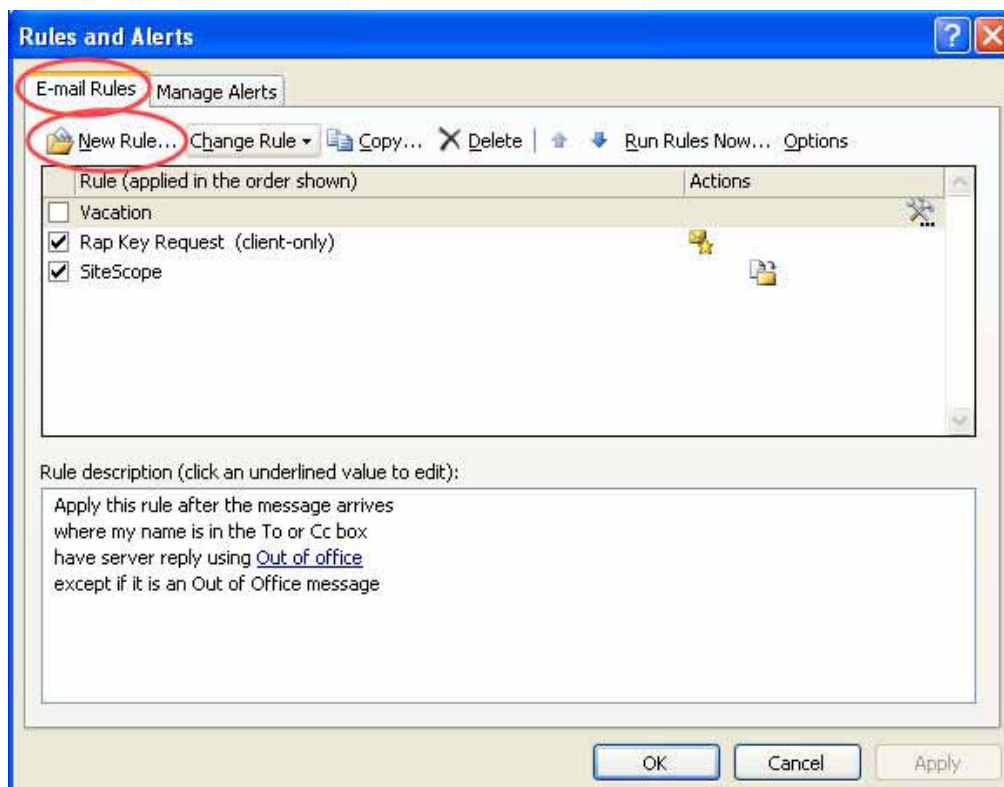 Rules and Alerts
E-mail Rules Manage Alerts
New Rule... Change Rule Copy... Delete Run Rules Now... Options
Rule (applied in the order shown) Actions
Vacation
Rap Key Request (client-only)
SiteScope
Rule description (click an underlined value to edit):
Apply this rule after the message arrives
where my name is in the To or Cc box
have server reply using Out of office
except if it is an Out of Office message
OK Cancel Apply